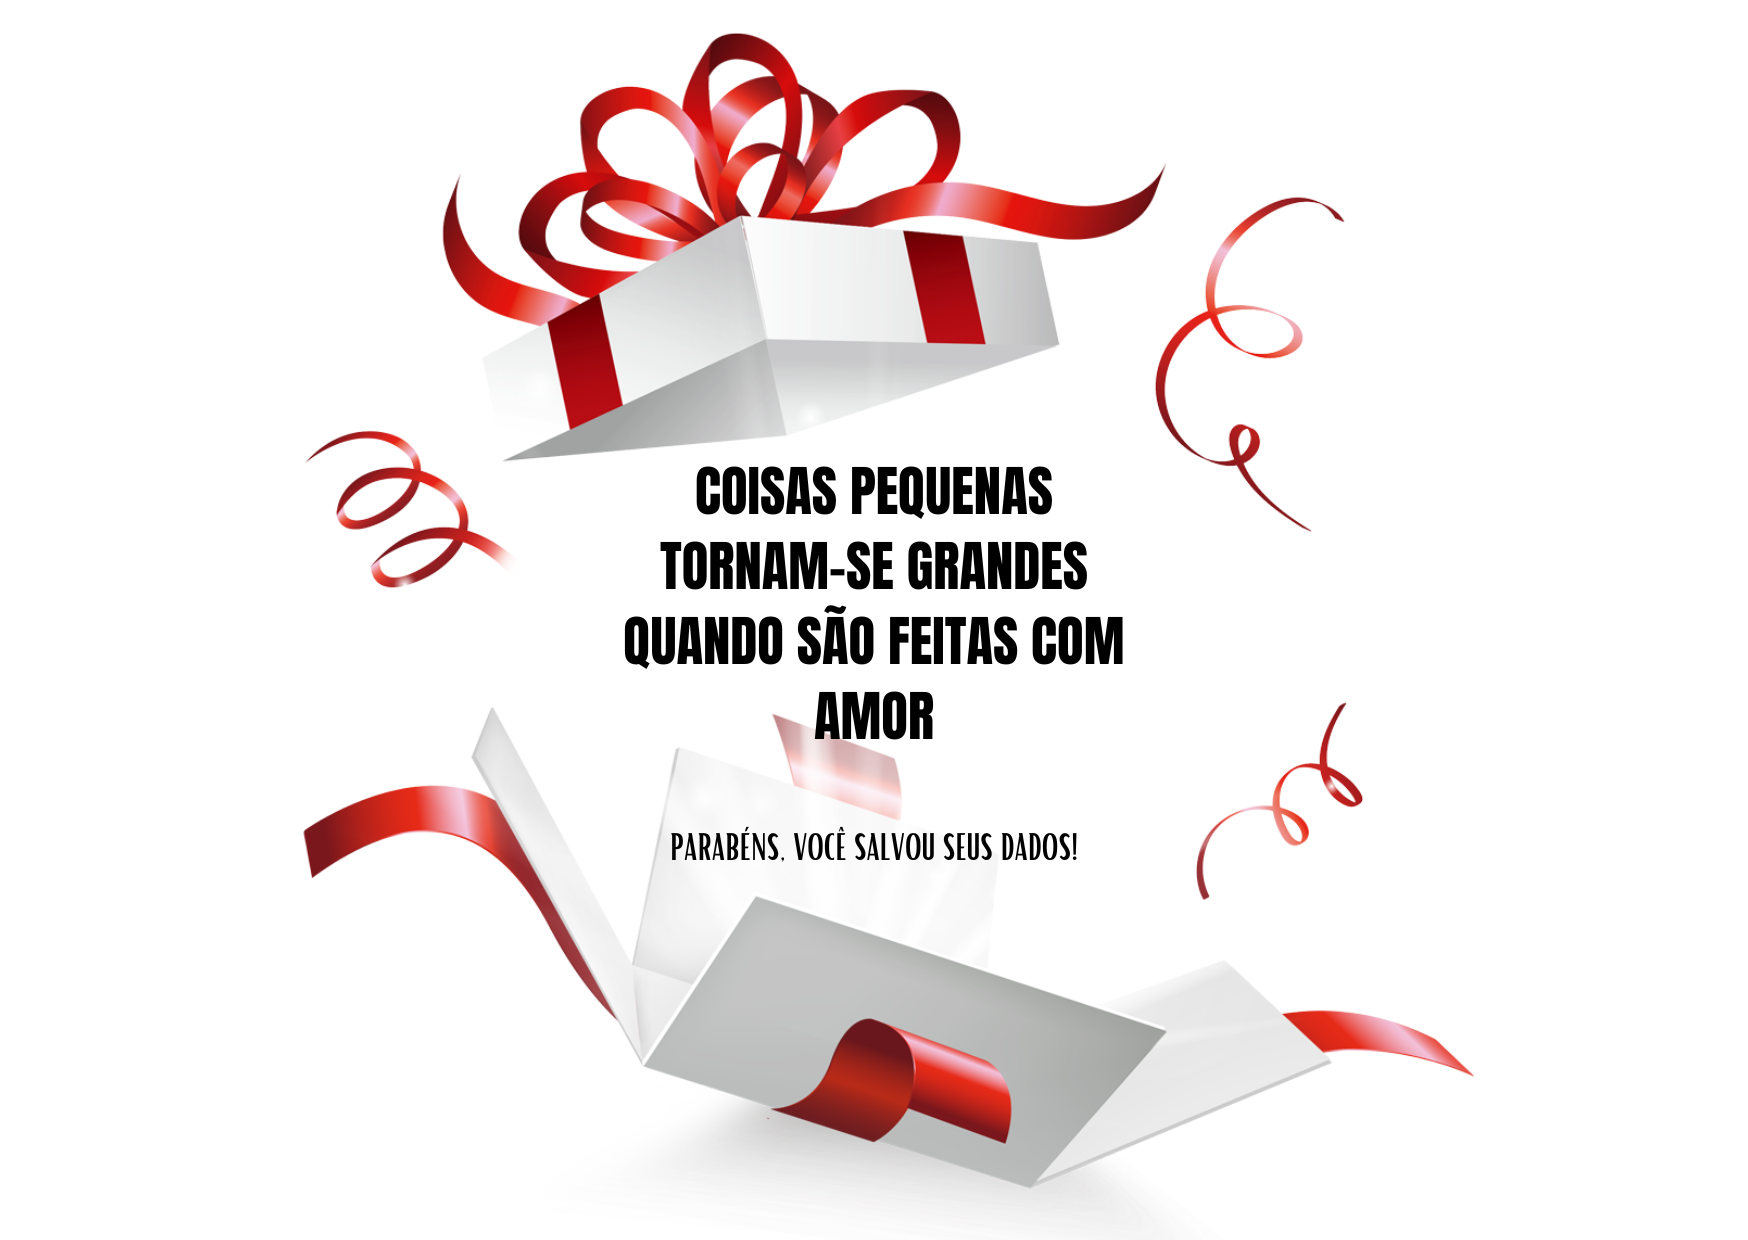 COISAS PEQUENAS
TORNAM-SE GRANDES
QUANDO SÃO FEITAS COM
AMOR
PARABÉNS, VOCÊ SALVOU SEUS DADOS!